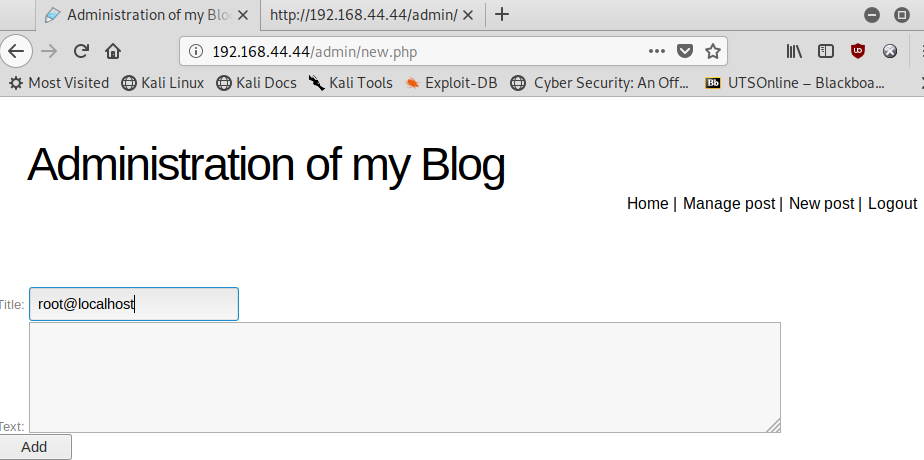 Administration of my Blo
http://192.168.44.44/admin/
192.168.44.44/admin/new.php
Most Visited Kali Linux Kali Docs Kali Tools Exploit-DB Cyber Security: An Off... Bb UTSOnline – Blackboa...
Administration of my Blog
Home | Manage post | New post | Logout
Title: root@localhost
Text:
Add